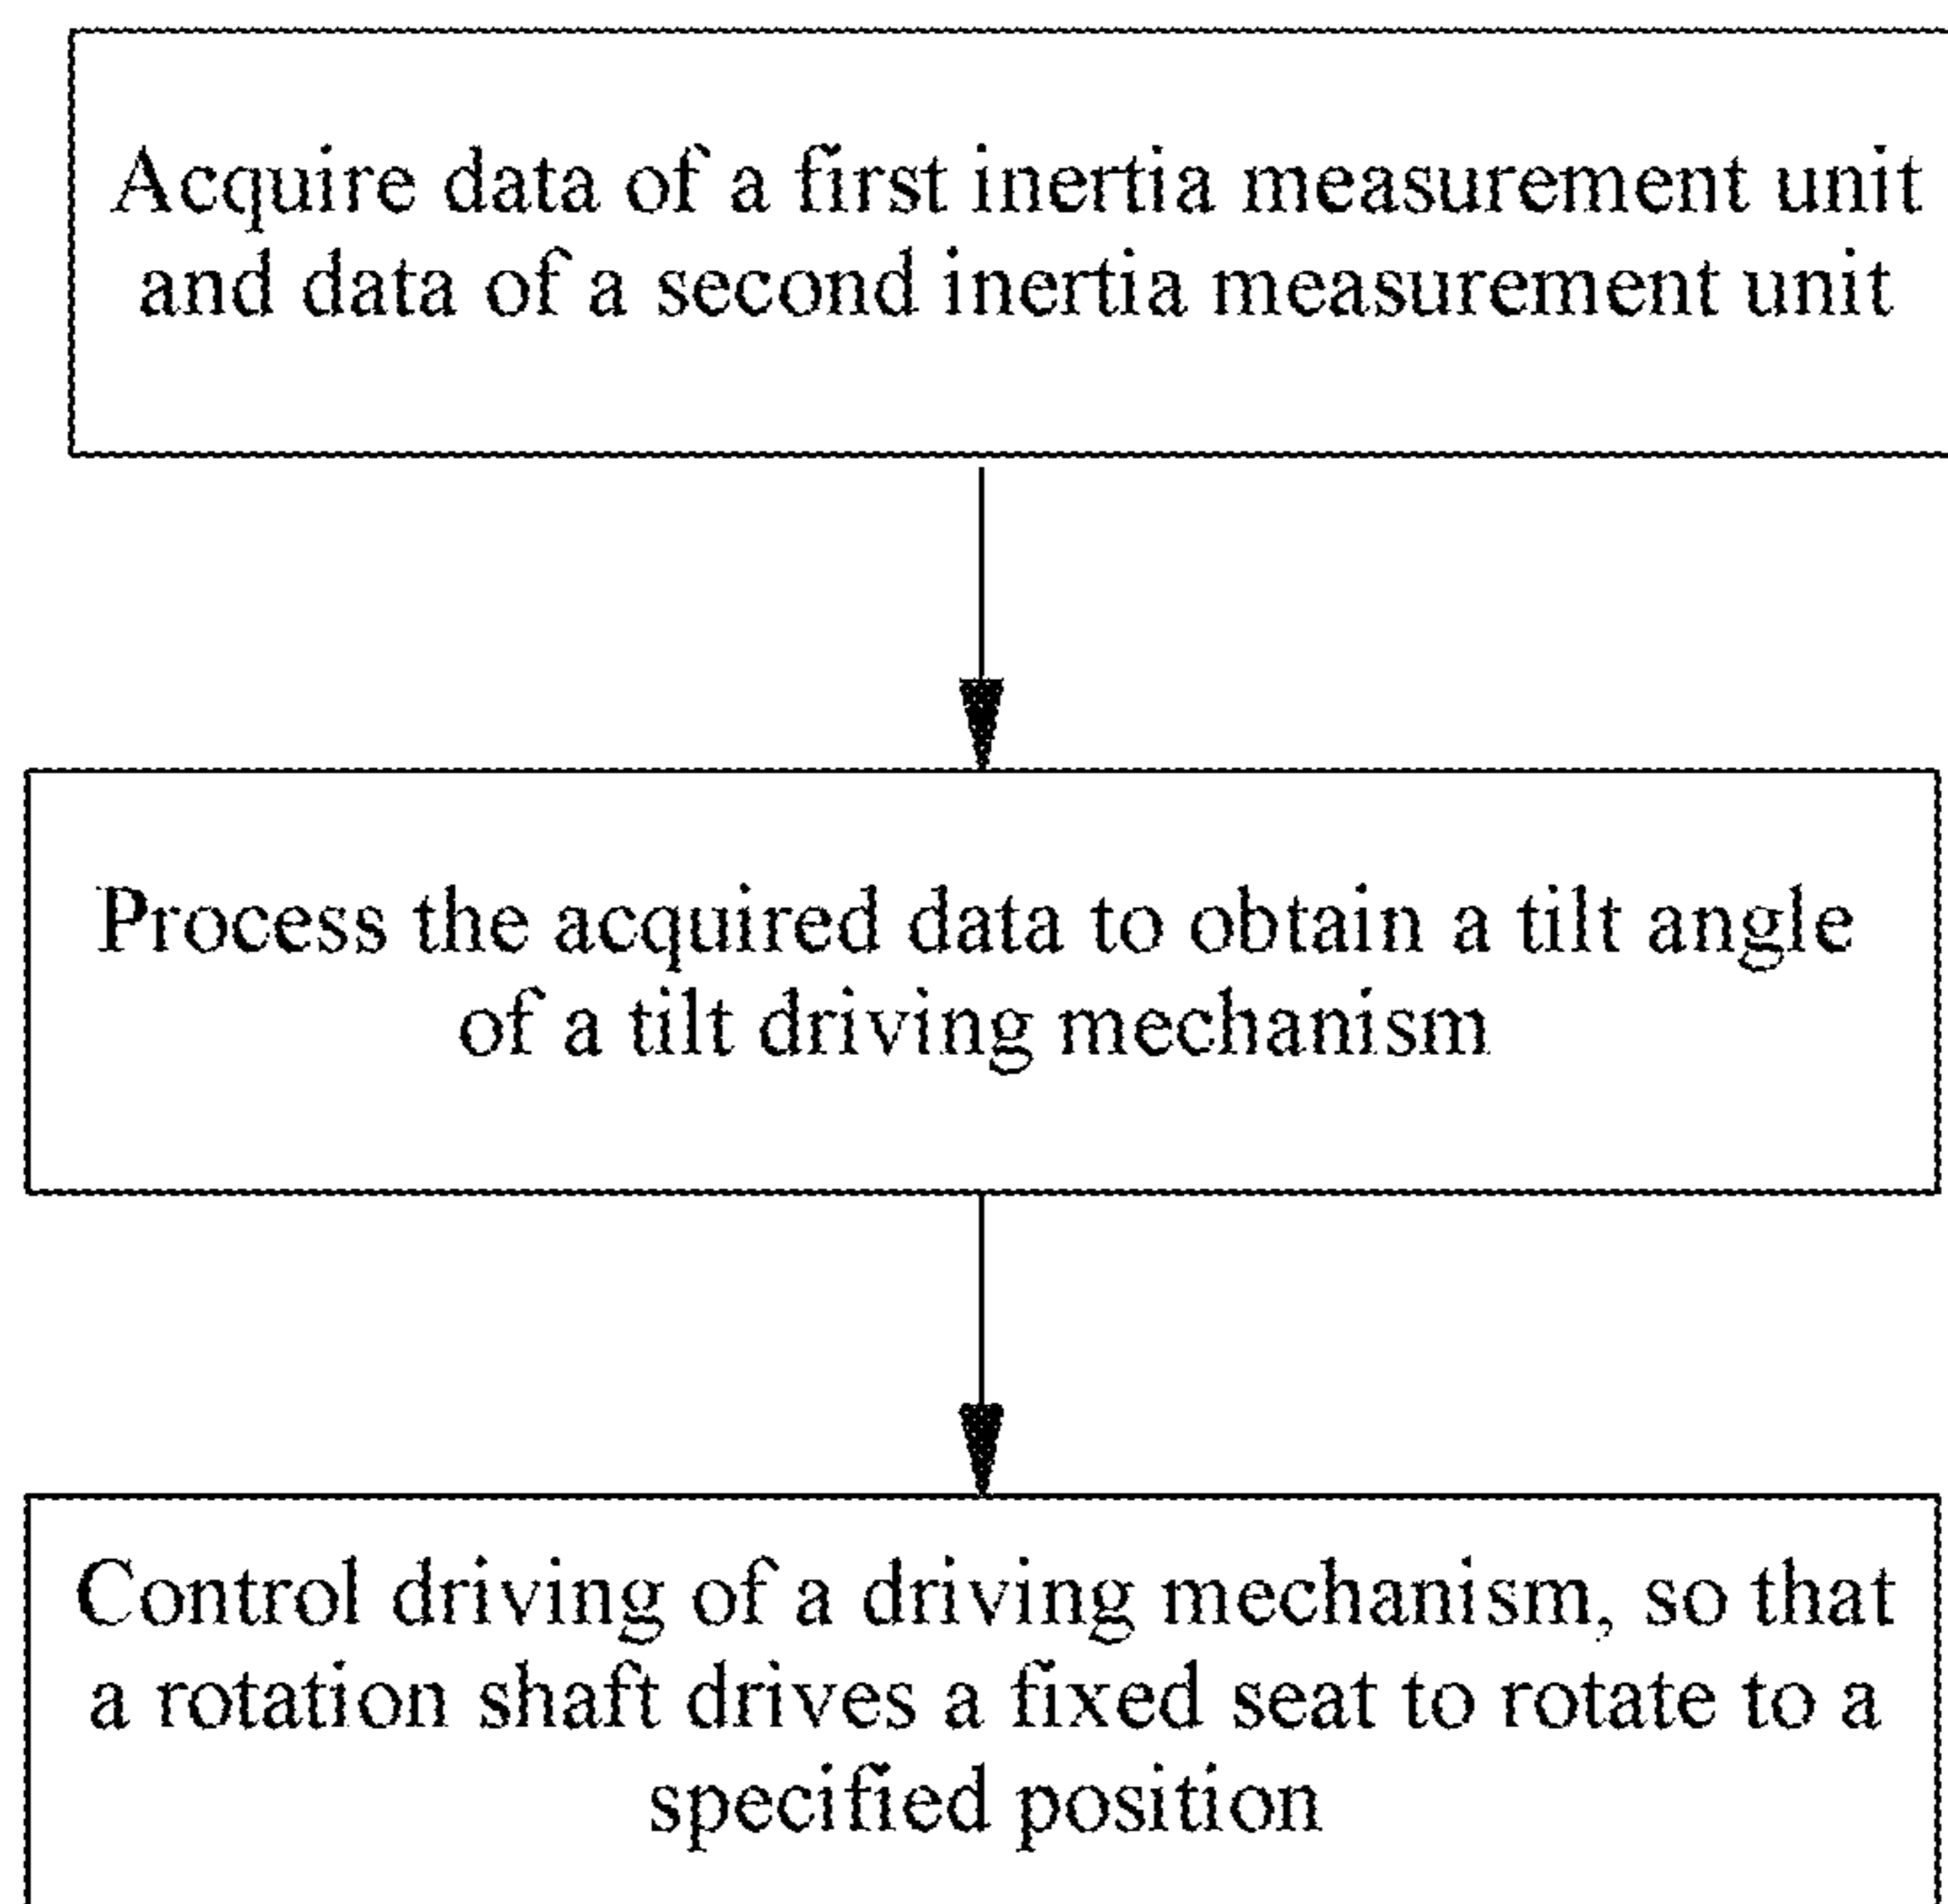 Acquire data of a first inertia measurement unit
and data of a second inertia measurement unit
Process the acquired data to obtain a tilt angle
of a tilt driving mechanism
Control driving of a driving mechanism, so that
a rotation shaft drives a fixed seat to rotate to a
specified position